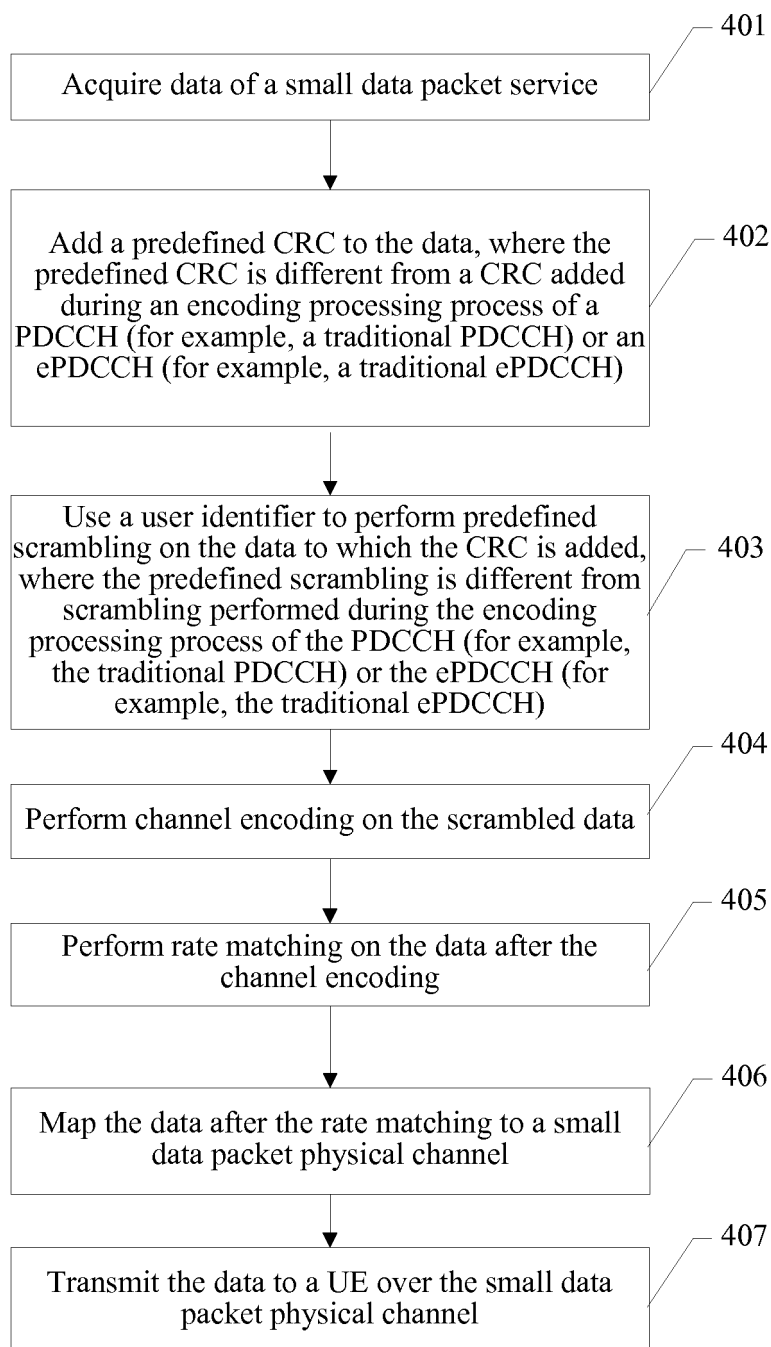 401
Acquire data of a small data packet service
402
Add a predefined CRC to the data, where the
predefined CRC is different from a CRC added
during an encoding processing process of a
PDCCH (for example, a traditional PDCCH) or an
ePDCCH (for example, a traditional ePDCCH)
403
Use a user identifier to perform predefined
scrambling on the data to which the CRC is added,
where the predefined scrambling is different from
scrambling performed during the encoding
processing process of the PDCCH (for example,
the traditional PDCCH) or the ePDCCH (for
example, the traditional ePDCCH)
404
Perform channel encoding on the scrambled data
405
Perform rate matching on the data after the
channel encoding
406
Map the data after the rate matching to a small
data packet physical channel
407
Transmit the data to a UE over the small data
packet physical channel